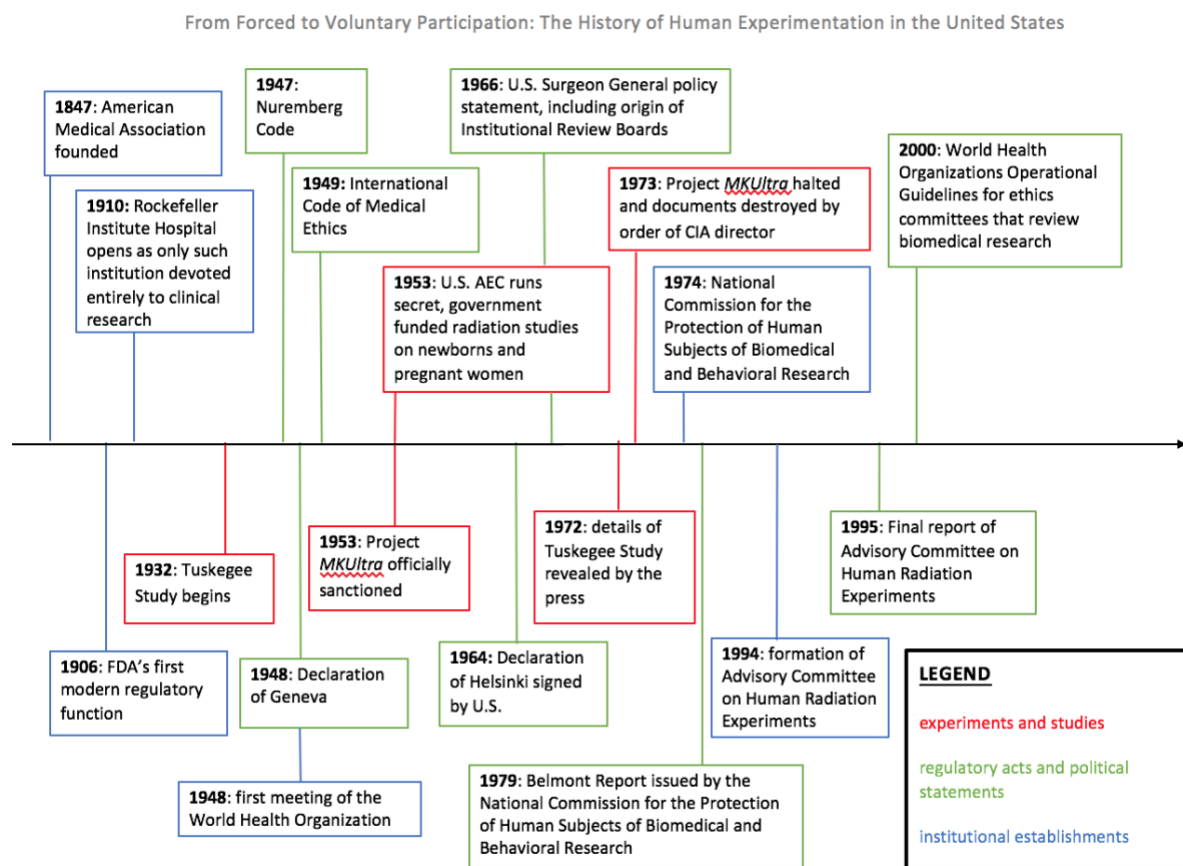 From Forced to Voluntary Participation: The History of Human Experimentation in the United States
1847: American
Medical Association
founded
1910: Rockefeller
Institute Hospital
opens as only such
institution devoted
entirely to clinical
research
1947:
Nuremberg
Code
1949: International
Code of Medical
Ethics
1953: U.S. AEC runs
secret, government
funded radiation studies
on newborns and
pregnant women
1966: U.S. Surgeon General policy
statement, including origin of
Institutional Review Boards
1973: Project MKUltra halted
and documents destroyed by
order of CIA director
1974: National
Commission for the
Protection of Human
Subjects of Biomedical
and Behavioral Research
2000: World Health
Organizations Operational
Guidelines for ethics
committees that review
biomedical research
1932: Tuskegee
Study begins
1906: FDA's first
modern regulatory
function
1948: Declaration
of Geneva
1948: first meeting of the
World Health Organization
1953: Project
MKUltra officially
sanctioned
1964: Declaration
of Helsinki signed
by U.S.
1972: details of
Tuskegee Study
revealed by the
press
1979: Belmont Report issued by the
National Commission for the Protection
of Human Subjects of Biomedical and
Behavioral Research
1994: formation of
Advisory Committee
on Human Radiation
Experiments
1995: Final report of
Advisory Committee on
Human Radiation
Experiments
LEGEND
experiments and studies
regulatory acts and political
statements
institutional establishments